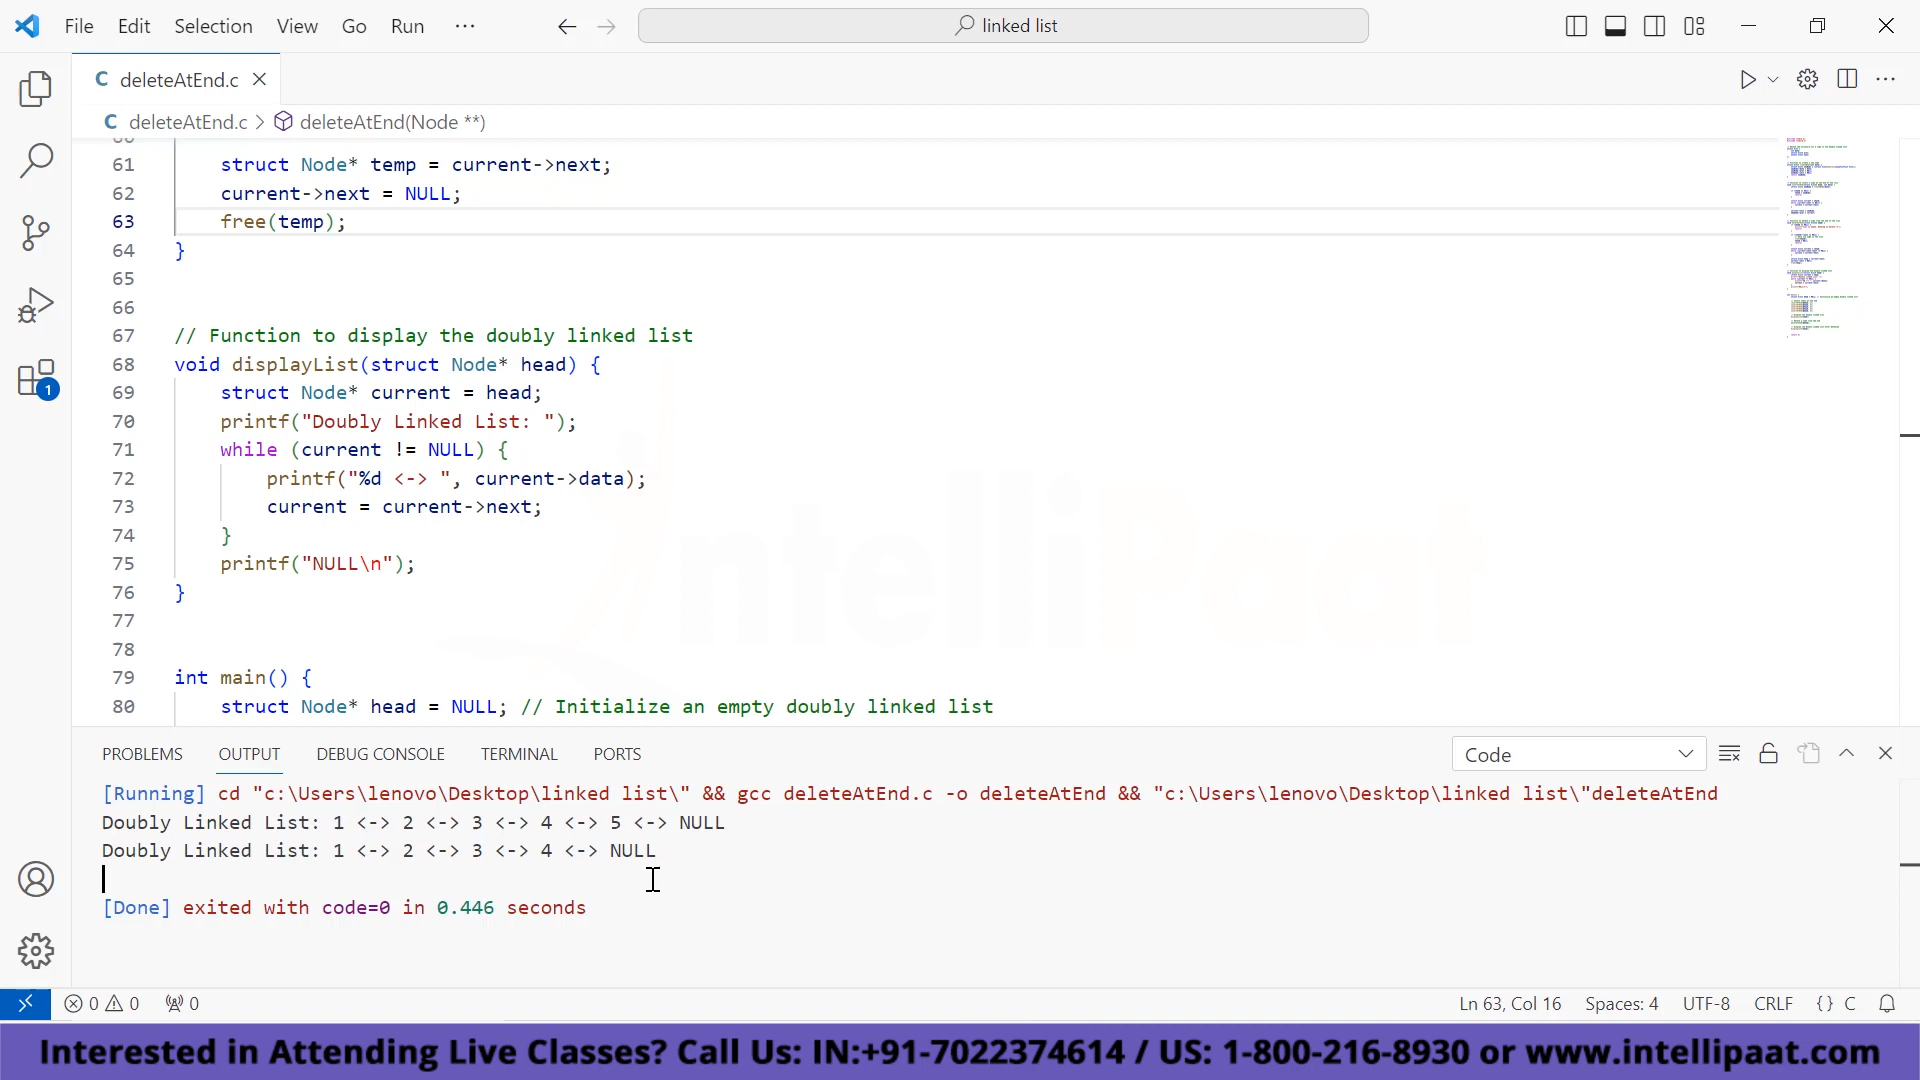 File Edit Selection View Go Run ··· linked list
C deleteAtEnd.c
C deleteAtEnd.c > deleteAtEnd(Node **)
60
61 struct Node* temp = current->next;
62 current->next = NULL;
63 free(temp);
64 }
65
66
67 // Function to display the doubly linked list
68 void displayList(struct Node* head) {
69 struct Node* current = head;
70 printf("Doubly Linked List: ");
71 while (current != NULL) {
72 printf("%d <-> ", current->data);
73 current = current->next;
74 }
75 printf("NULL\n");
76 }
77
78
79 int main() {
80 struct Node* head = NULL; // Initialize an empty doubly linked list
intelliPaat
1
PROBLEMS OUTPUT DEBUG CONSOLE TERMINAL PORTS Code
[Running] cd "c:\Users\lenovo\Desktop\linked list\" && gcc deleteAtEnd.c -o deleteAtEnd && "c:\Users\lenovo\Desktop\linked list\"deleteAtEnd
Doubly Linked List: 1 <-> 2 <-> 3 <-> 4 <-> 5 <-> NULL
Doubly Linked List: 1 <-> 2 <-> 3 <-> 4 <-> NULL
[Done] exited with code=0 in 0.446 seconds
0 0 0 Ln 63, Col 16 Spaces: 4 UTF-8 CRLF {} C
Interested in Attending Live Classes? Call Us: IN:+91-7022374614 / US: 1-800-216-8930 or www.intellipaat.com